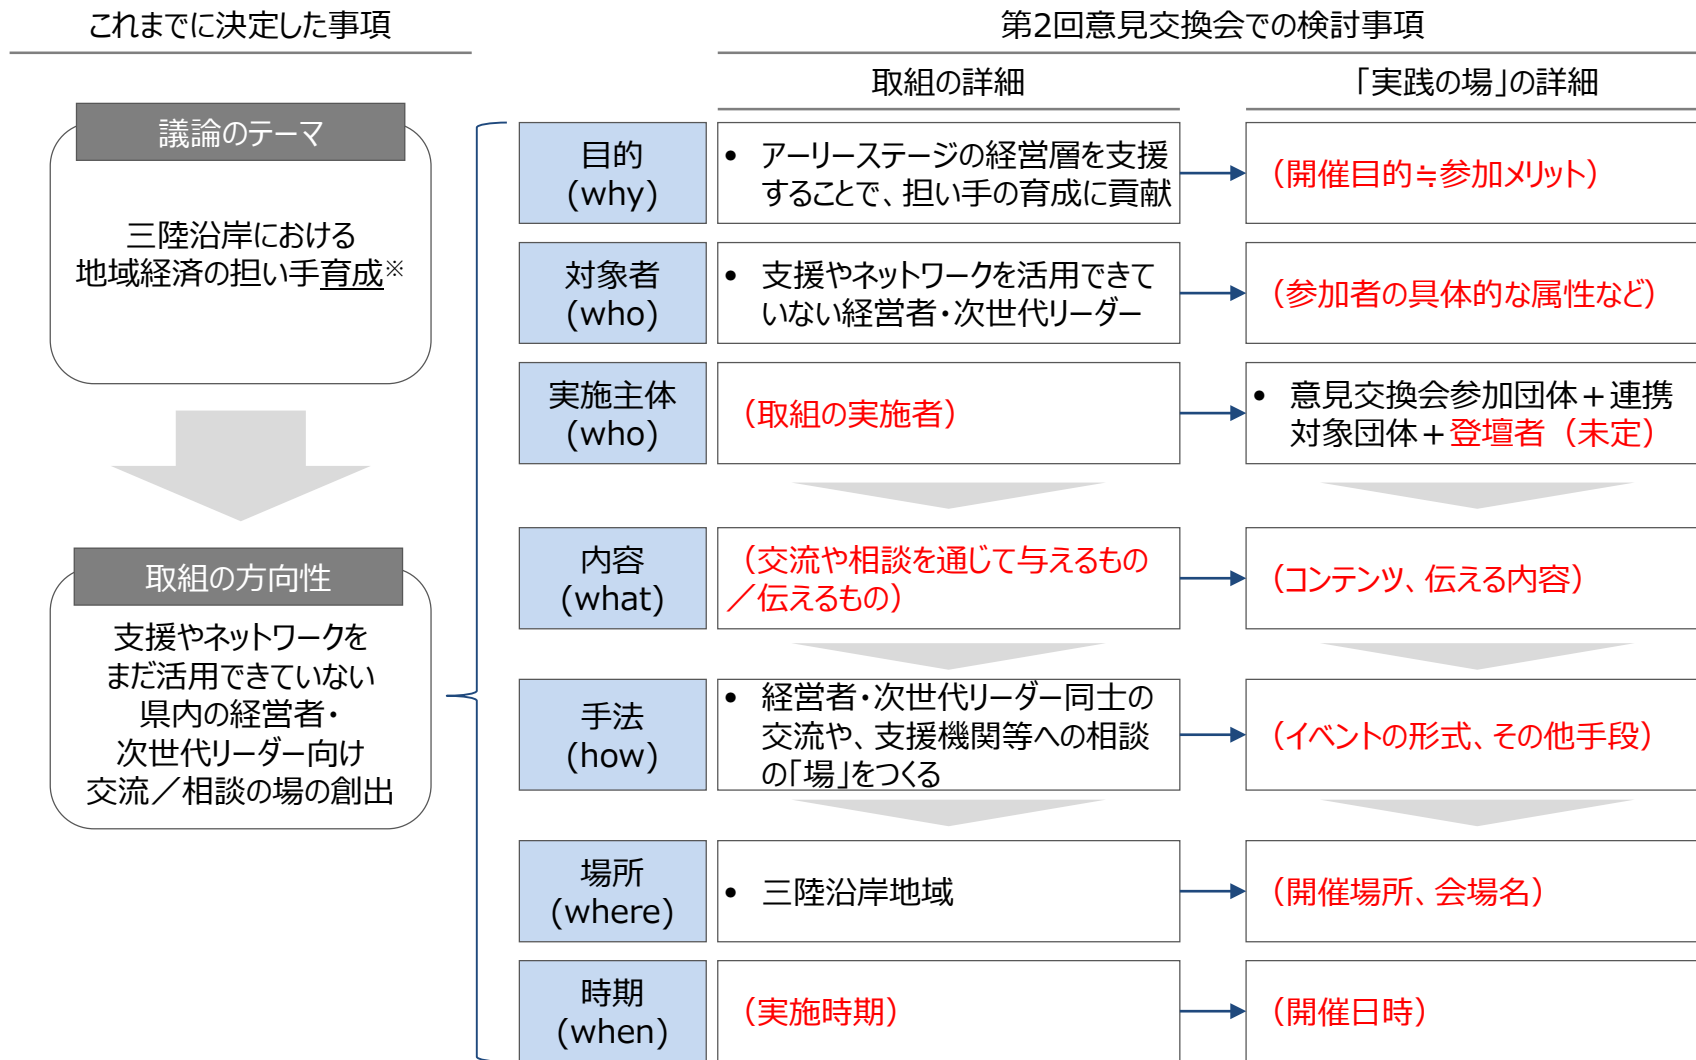 これまでに決定した事項
第2回意見交換会での検討事項
取組の詳細
「実践の場」の詳細
議論のテーマ
三陸沿岸における
地域経済の担い手育成※
取組の方向性
支援やネットワークを
まだ活用できていない
県内の経営者・
次世代リーダー向け
交流／相談の場の創出
目的
(why)
• アーリーステージの経営層を支援
することで、担い手の育成に貢献
（開催目的≒参加メリット）
対象者
(who)
• 支援やネットワークを活用できて
いない経営者・次世代リーダー
（参加者の具体的な属性など）
実施主体
(who)
（取組の実施者）
• 意見交換会参加団体＋連携
対象団体＋登壇者（未定）
内容
(what)
（交流や相談を通じて与えるもの
／伝えるもの）
（コンテンツ、伝える内容）
手法
(how)
• 経営者・次世代リーダー同士の
交流や、支援機関等への相談
の「場」をつくる
（イベントの形式、その他手段）
場所
(where)
• 三陸沿岸地域
（開催場所、会場名）
時期
(when)
（実施時期）
（開催日時）